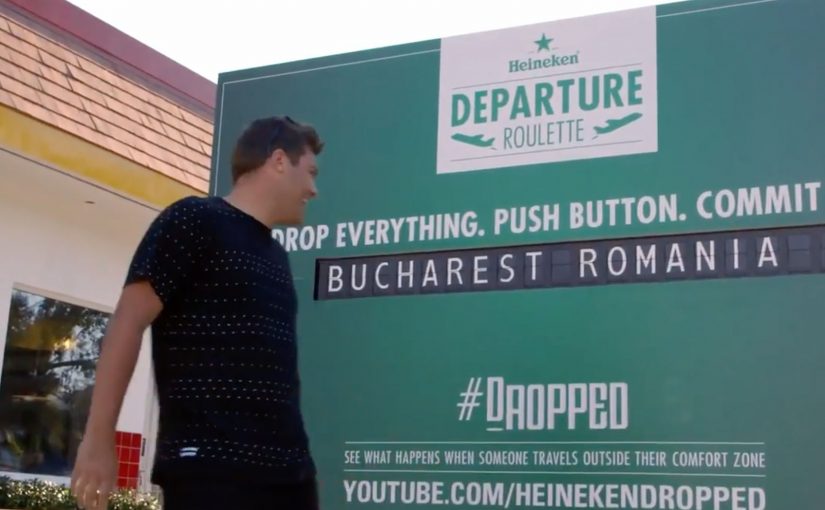 Heineken
DEPARTURE
ROULETTE
DROP EVERYTHING. PUSH BUTTON. COMMIT
BUCHAREST ROMANIA
#DROPPED
SEE WHAT HAPPENS WHEN SOMEONE TRAVELS OUTSIDE THEIR COMFORT ZONE
YOUTUBE.COM/HEINEKENDROPPED